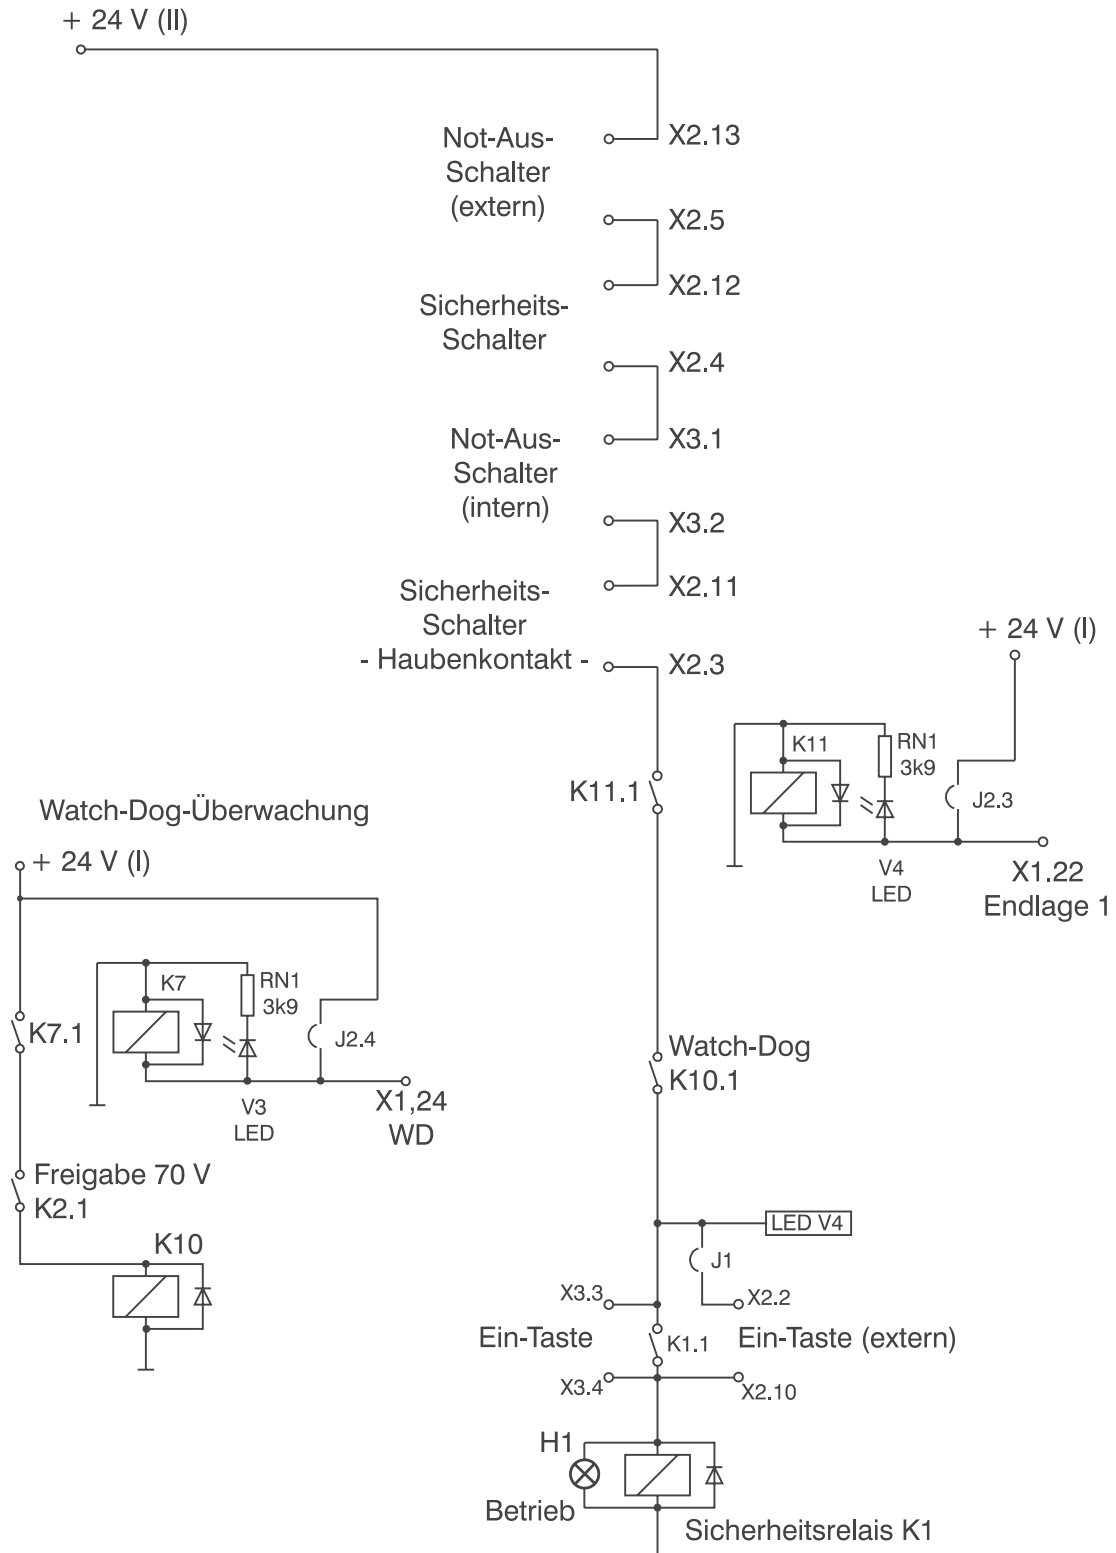 + 24 V (II)
Not-Aus-
Schalter
(extern)
X2.13
X2.5
X2.12
Sicherheits-
Schalter
X2.4
X3.1
Not-Aus-
Schalter
(intern)
X3.2
X2.11
Sicherheits-
Schalter
- Haubenkontakt -
X2.3
+ 24 V (I)
K11
RN1
3k9
J2.3
V4
LED
X1.22
Endlage 1
K11.1
Watch-Dog-Überwachung
+ 24 V (I)
K7
RN1
3k9
K7.1
J2.4
V3
LED
X1,24
WD
Watch-Dog
K10.1
Freigabe 70 V
K2.1
K10
LED V4
J1
X3.3
X2.2
Ein-Taste
K1.1
Ein-Taste (extern)
X3.4
X2.10
H1
Betrieb
Sicherheitsrelais K1